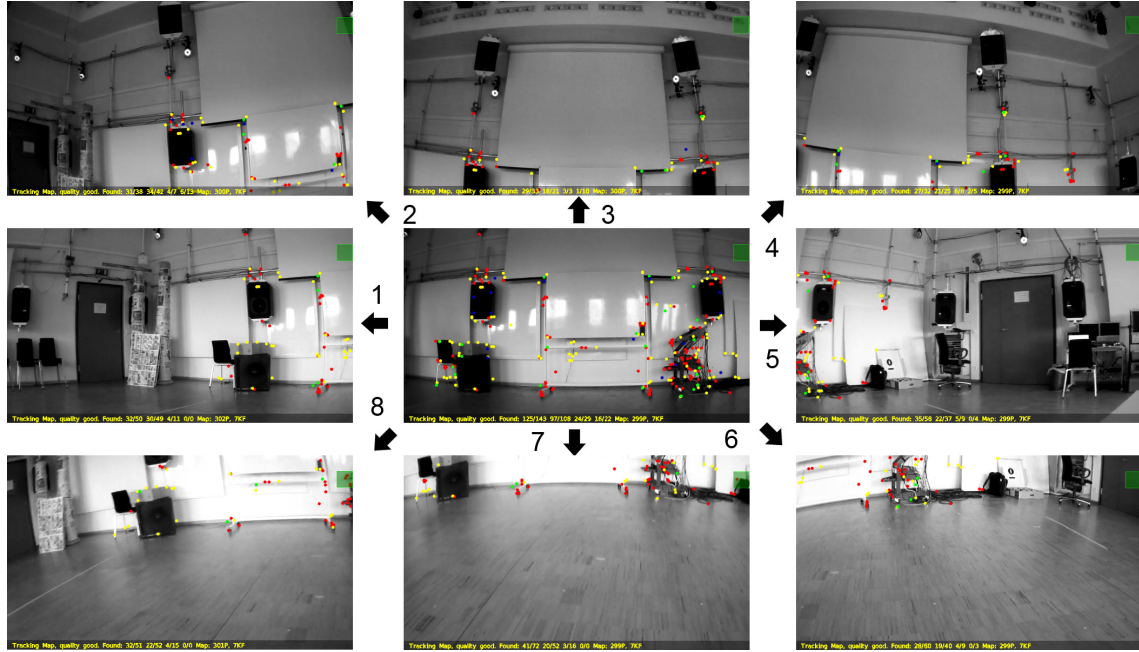 Tracking Map, quality good. Found: 31/38 34/42 4/7 5/13 Map: 300P, 7KF
Tracking Map, quality good. Found: 29/33 18/21 3/3 1/10 Map: 300P, 7KF
Tracking Map, quality good. Found: 27/32 21/25 6/8 2/5 Map: 299P, 7KF
2
3
4
1
5
Tracking Map, quality good. Found: 32/50 30/49 4/11 0/0 Map: 302P, 7KF
Tracking Map, quality good. Found: 125/143 97/108 24/29 16/22 Map: 299P, 7KF
Tracking Map, quality good. Found: 35/58 22/37 5/9 0/4 Map: 299P, 7KF
8
7
6
Tracking Map, quality good. Found: 32/51 22/52 4/15 0/0 Map: 301P, 7KF
Tracking Map, quality good. Found: 41/72 20/52 3/16 0/0 Map: 299P, 7KF
Tracking Map, quality good. Found: 28/60 19/40 4/9 0/3 Map: 299P, 7KF